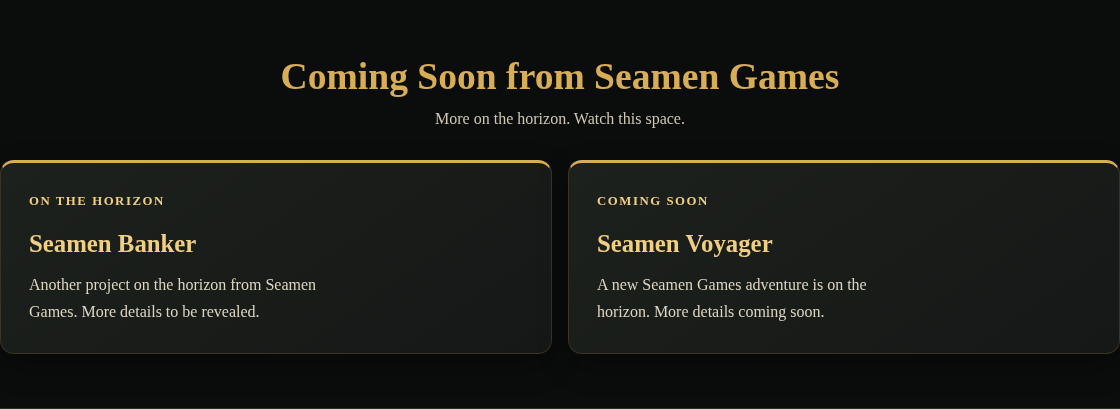 Coming Soon from Seamen Games
More on the horizon. Watch this space.
ON THE HORIZON
Seamen Banker
Another project on the horizon from Seamen
Games. More details to be revealed.
COMING SOON
Seamen Voyager
A new Seamen Games adventure is on the
horizon. More details coming soon.